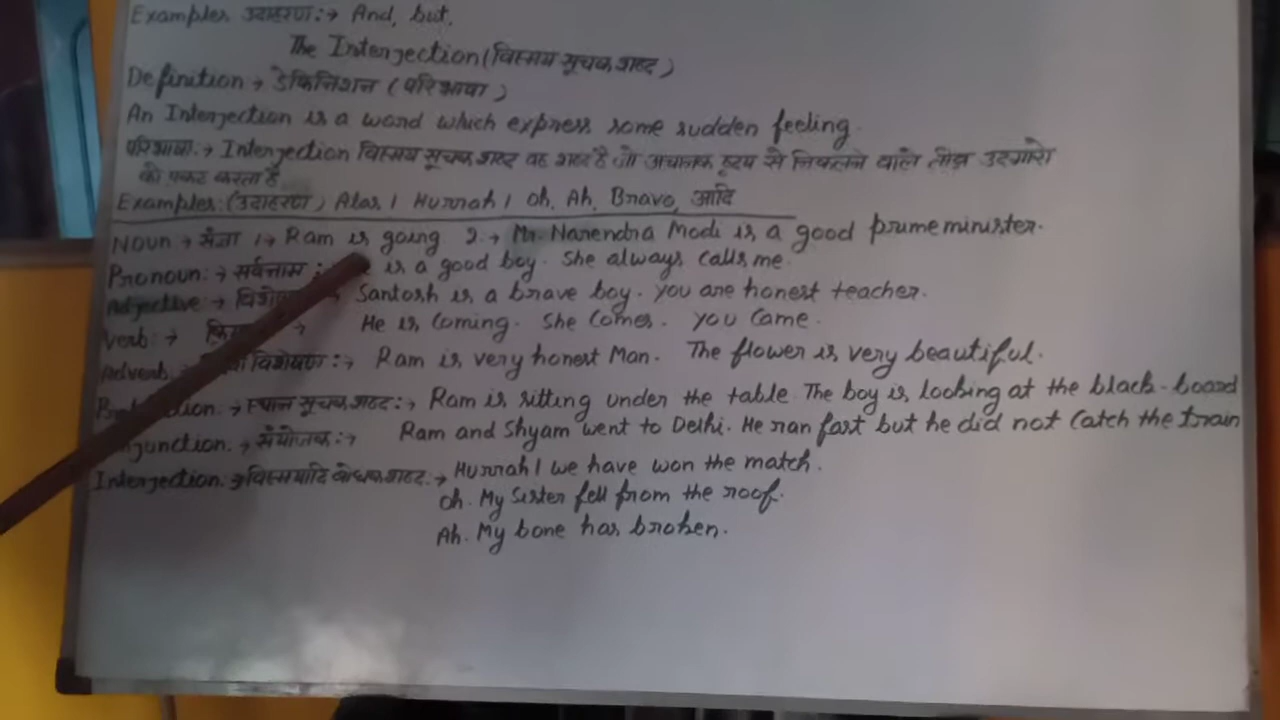 Examples उदाहरण:→ And, but.
The Interjection (विस्मय सूचक शब्द)
Definition → डेफिनिशन (परिभाषा)
An Interjection is a word which express some sudden feeling.
परिभाषा:→ Interjection विस्मय सूचक शब्द वह शब्द है जो अचानक हृदय से निकलने वाले तीव्र उदगारो
को प्रकट करता है
Examples: (उदाहरण) Alas! Hurrah! Oh, Ah, Bravo, आदि
Noun → संज्ञा 1→ Ram is going 2.→ Mr. Narendra Modi is a good prime minister.
Pronoun:→ सर्वनाम : is a good boy. She always calls me.
Adjective → Santosh is a brave boy. you are honest teacher.
Verb:→ → He is coming. She comes. you came.
Adverb विशेषण:→ Ram is very honest Man. The flower is very beautiful.
स्थान सूचक शब्द:→ Ram is sitting under the table. The boy is looking at the black-board
junction:→ संयोजक:→ Ram and Shyam went to Delhi. He ran fast but he did not catch the train
Interjection:→ विस्मयादि बोधक शब्द:→ Hurrah! we have won the match.
Oh. My sister fell from the roof.
Ah. My bone has broken.